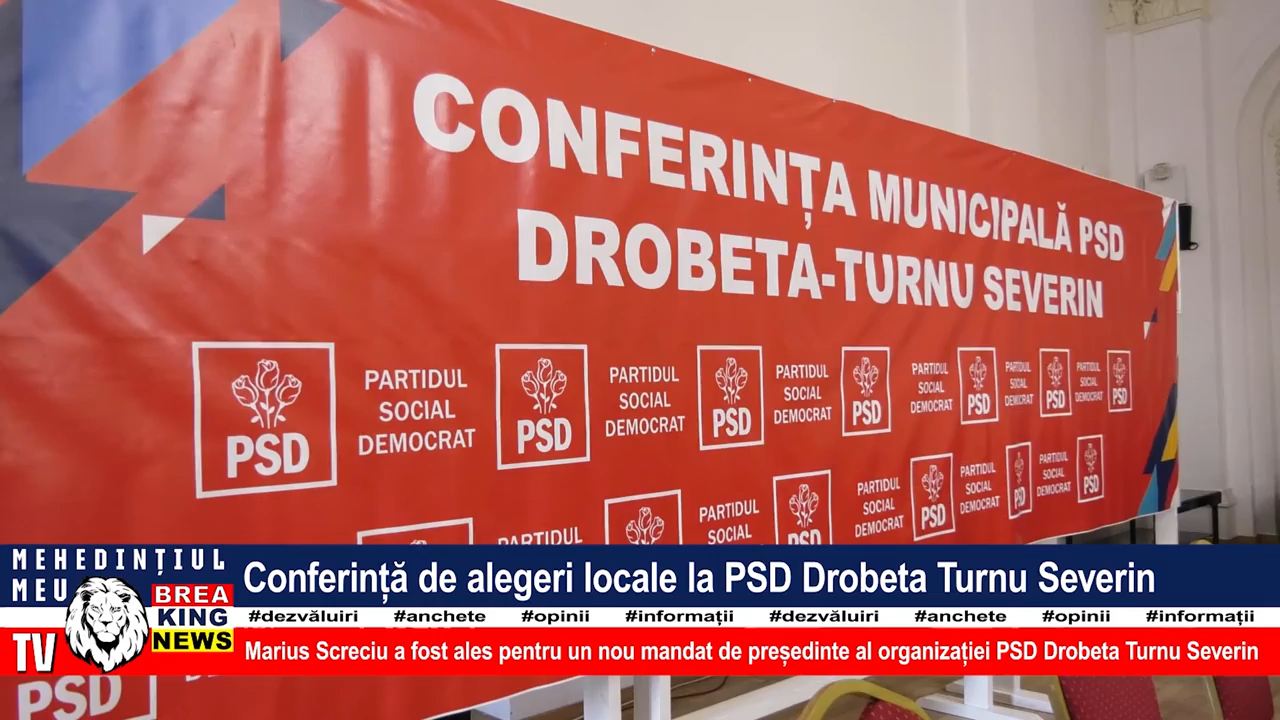 CONFERINȚA MUNICIPALĂ PSD
DROBETA-TURNU SEVERIN
PSD
PARTIDUL
SOCIAL
DEMOCRAT
PSD
PARTIDUL
SOCIAL
DEMOCRAT
PSD
PARTIDUL
SOCIAL
DEMOCRAT
PSD
PARTIDUL
SOCIAL
DEMOCRAT
PSD
PARTIDUL
SOCIAL
DEMOCRAT
PSD
PARTIDUL
SOCIAL
DEMOCRAT
PSD
PARTIDUL
PARTIDUL
SOCIAL
DEMOCRAT
PSD
PARTIDUL
SOCIAL
DEMOCRAT
PSD
PARTIDUL
SOCIAL
DEMOCRAT
PSD
PARTIDUL
SOCIAL
DEMOCRAT
PSD
MEHEDINȚIUL
MEU
TV
BREA
KING
NEWS
Conferință de alegeri locale la PSD Drobeta Turnu Severin
#dezvăluiri #anchete #opinii #informații #dezvăluiri #anchete #opinii #informații
Marius Screciu a fost ales pentru un nou mandat de președinte al organizației PSD Drobeta Turnu Severin
PSD